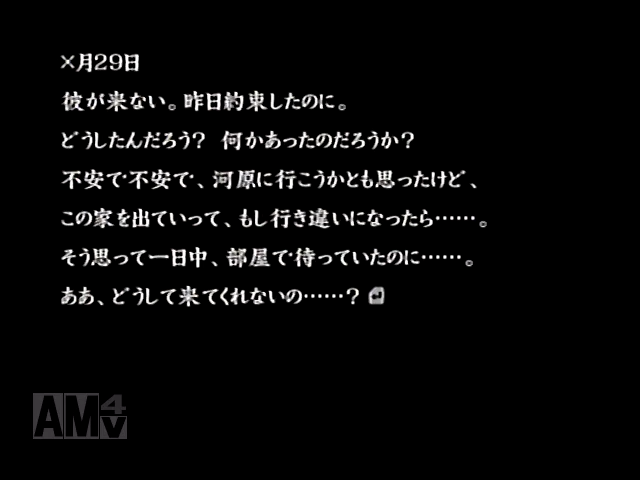 ×月29日
彼が来ない。昨日約束したのに。
どうしたんだろう？ 何かあったのだろうか？
不安で不安で、河原に行こうかとも思ったけど、
この家を出ていって、もし行き違いになったら……。
そう思って一日中、部屋で待っていたのに……。
ああ、どうして来てくれないの……？
AM4V